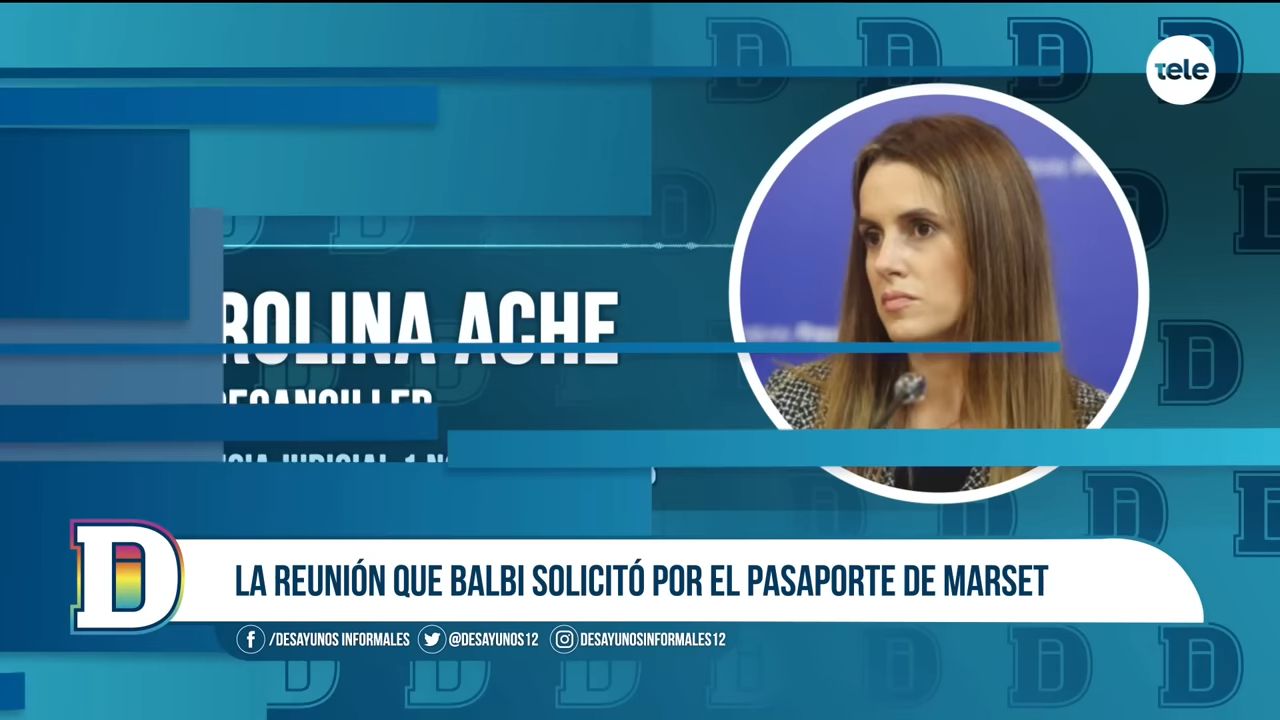 tele
ROLINA ACHE
LA REUNIÓN QUE BALBI SOLICITÓ POR EL PASAPORTE DE MARSET
/DESAYUNOS INFORMALES @DESAYUNOS12 DESAYUNOSINFORMALES12